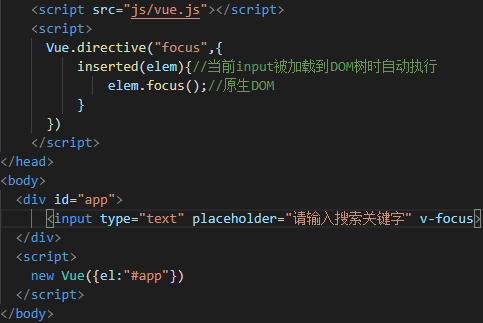 <script src="js/vue.js"></script>
<script>
Vue.directive("focus",{
inserted(elem){//当前input被加载到DOM树时自动执行
elem.focus();//原生DOM
}
})
</script>
</head>
<body>
<div id="app">
<input type="text" placeholder="请输入搜索关键字" v-focus>
</div>
<script>
new Vue({el:"#app"})
</script>
</body>